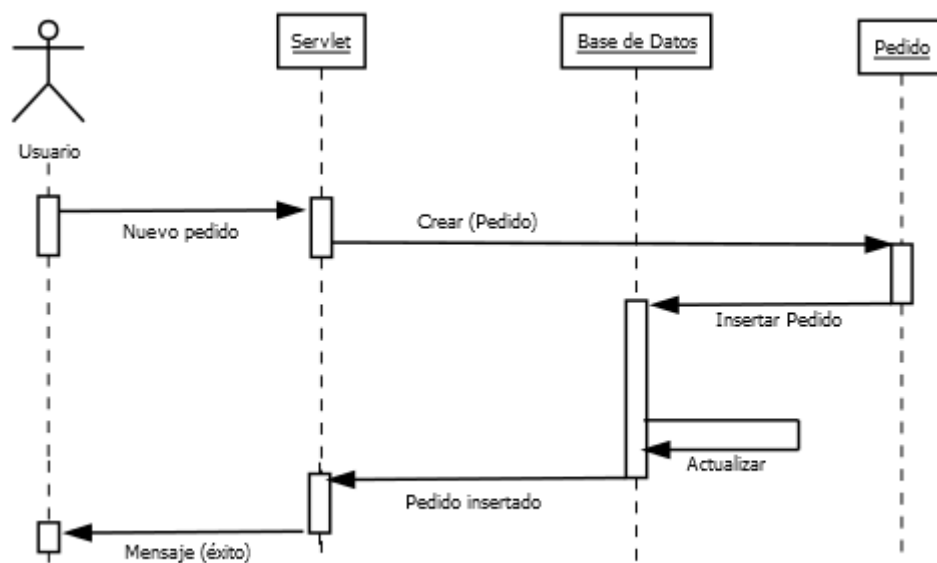 Servlet
Base de Datos
Pedido
Usuario
Nuevo pedido
Crear (Pedido)
Insertar Pedido
Actualizar
Pedido insertado
Mensaje (éxito)